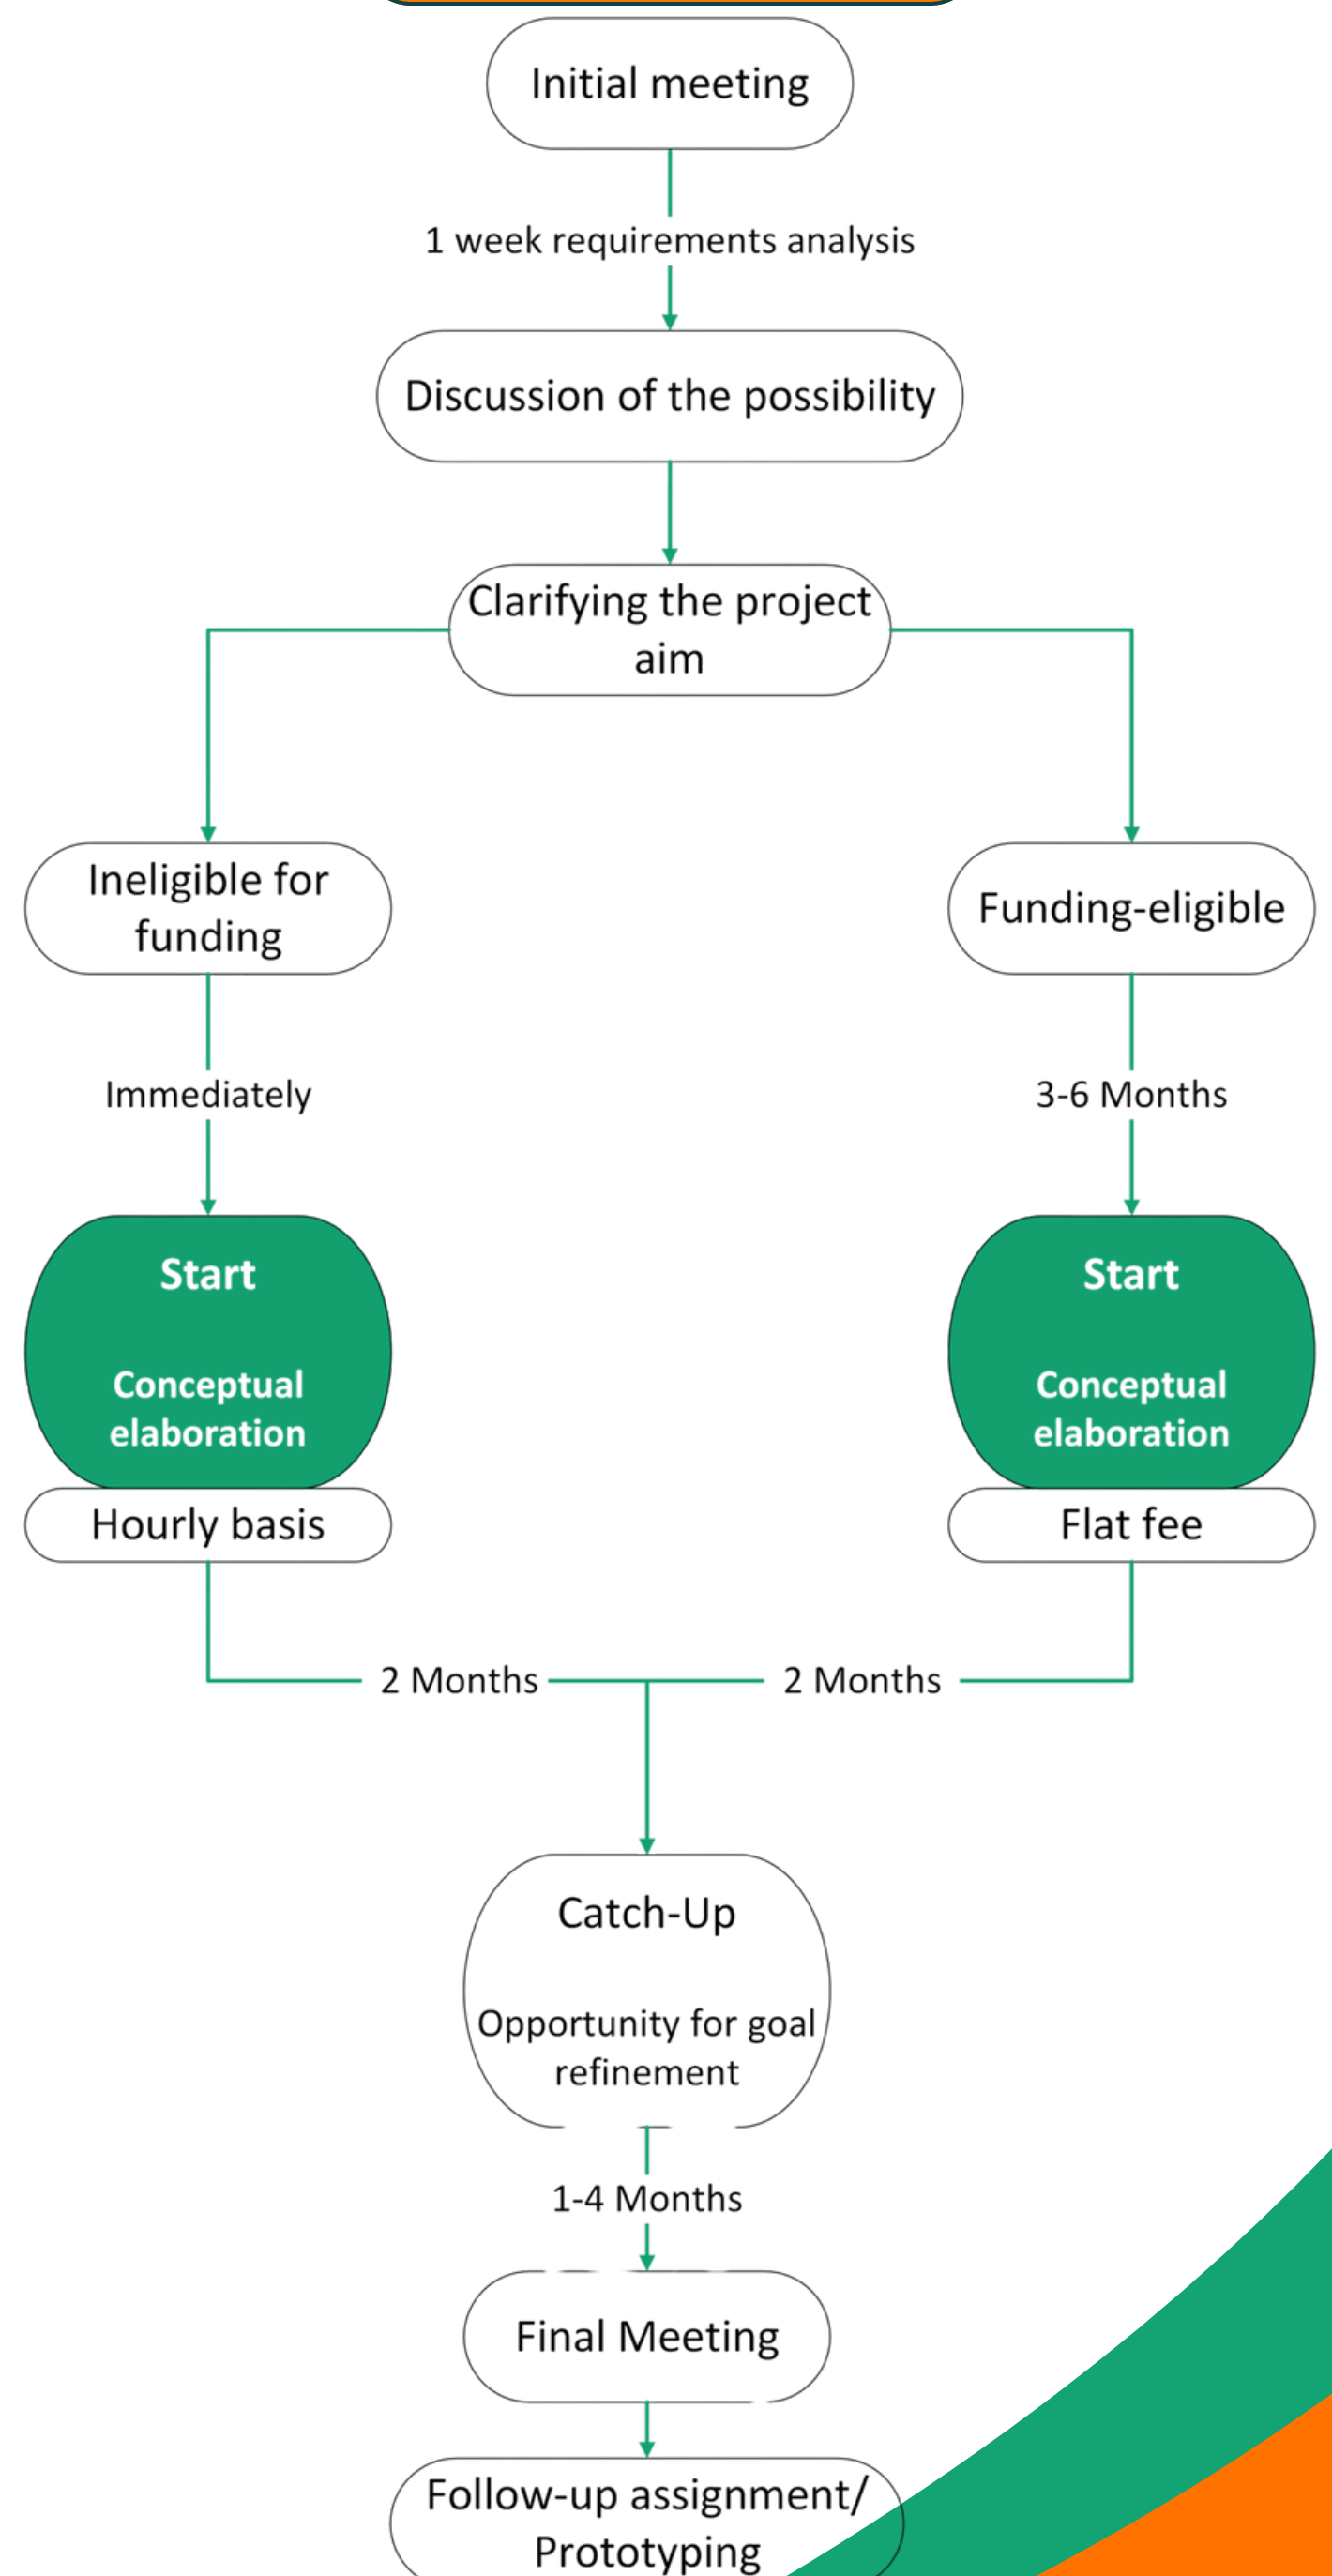 Initial meeting
1 week requirements analysis
Discussion of the possibility
Clarifying the project
aim
Ineligible for
funding
Funding-eligible
Immediately
3-6 Months
Start
Conceptual
elaboration
Hourly basis
Start
Conceptual
elaboration
Flat fee
2 Months
2 Months
Catch-Up
Opportunity for goal
refinement
1-4 Months
Final Meeting
Follow-up assignment/
Prototyping